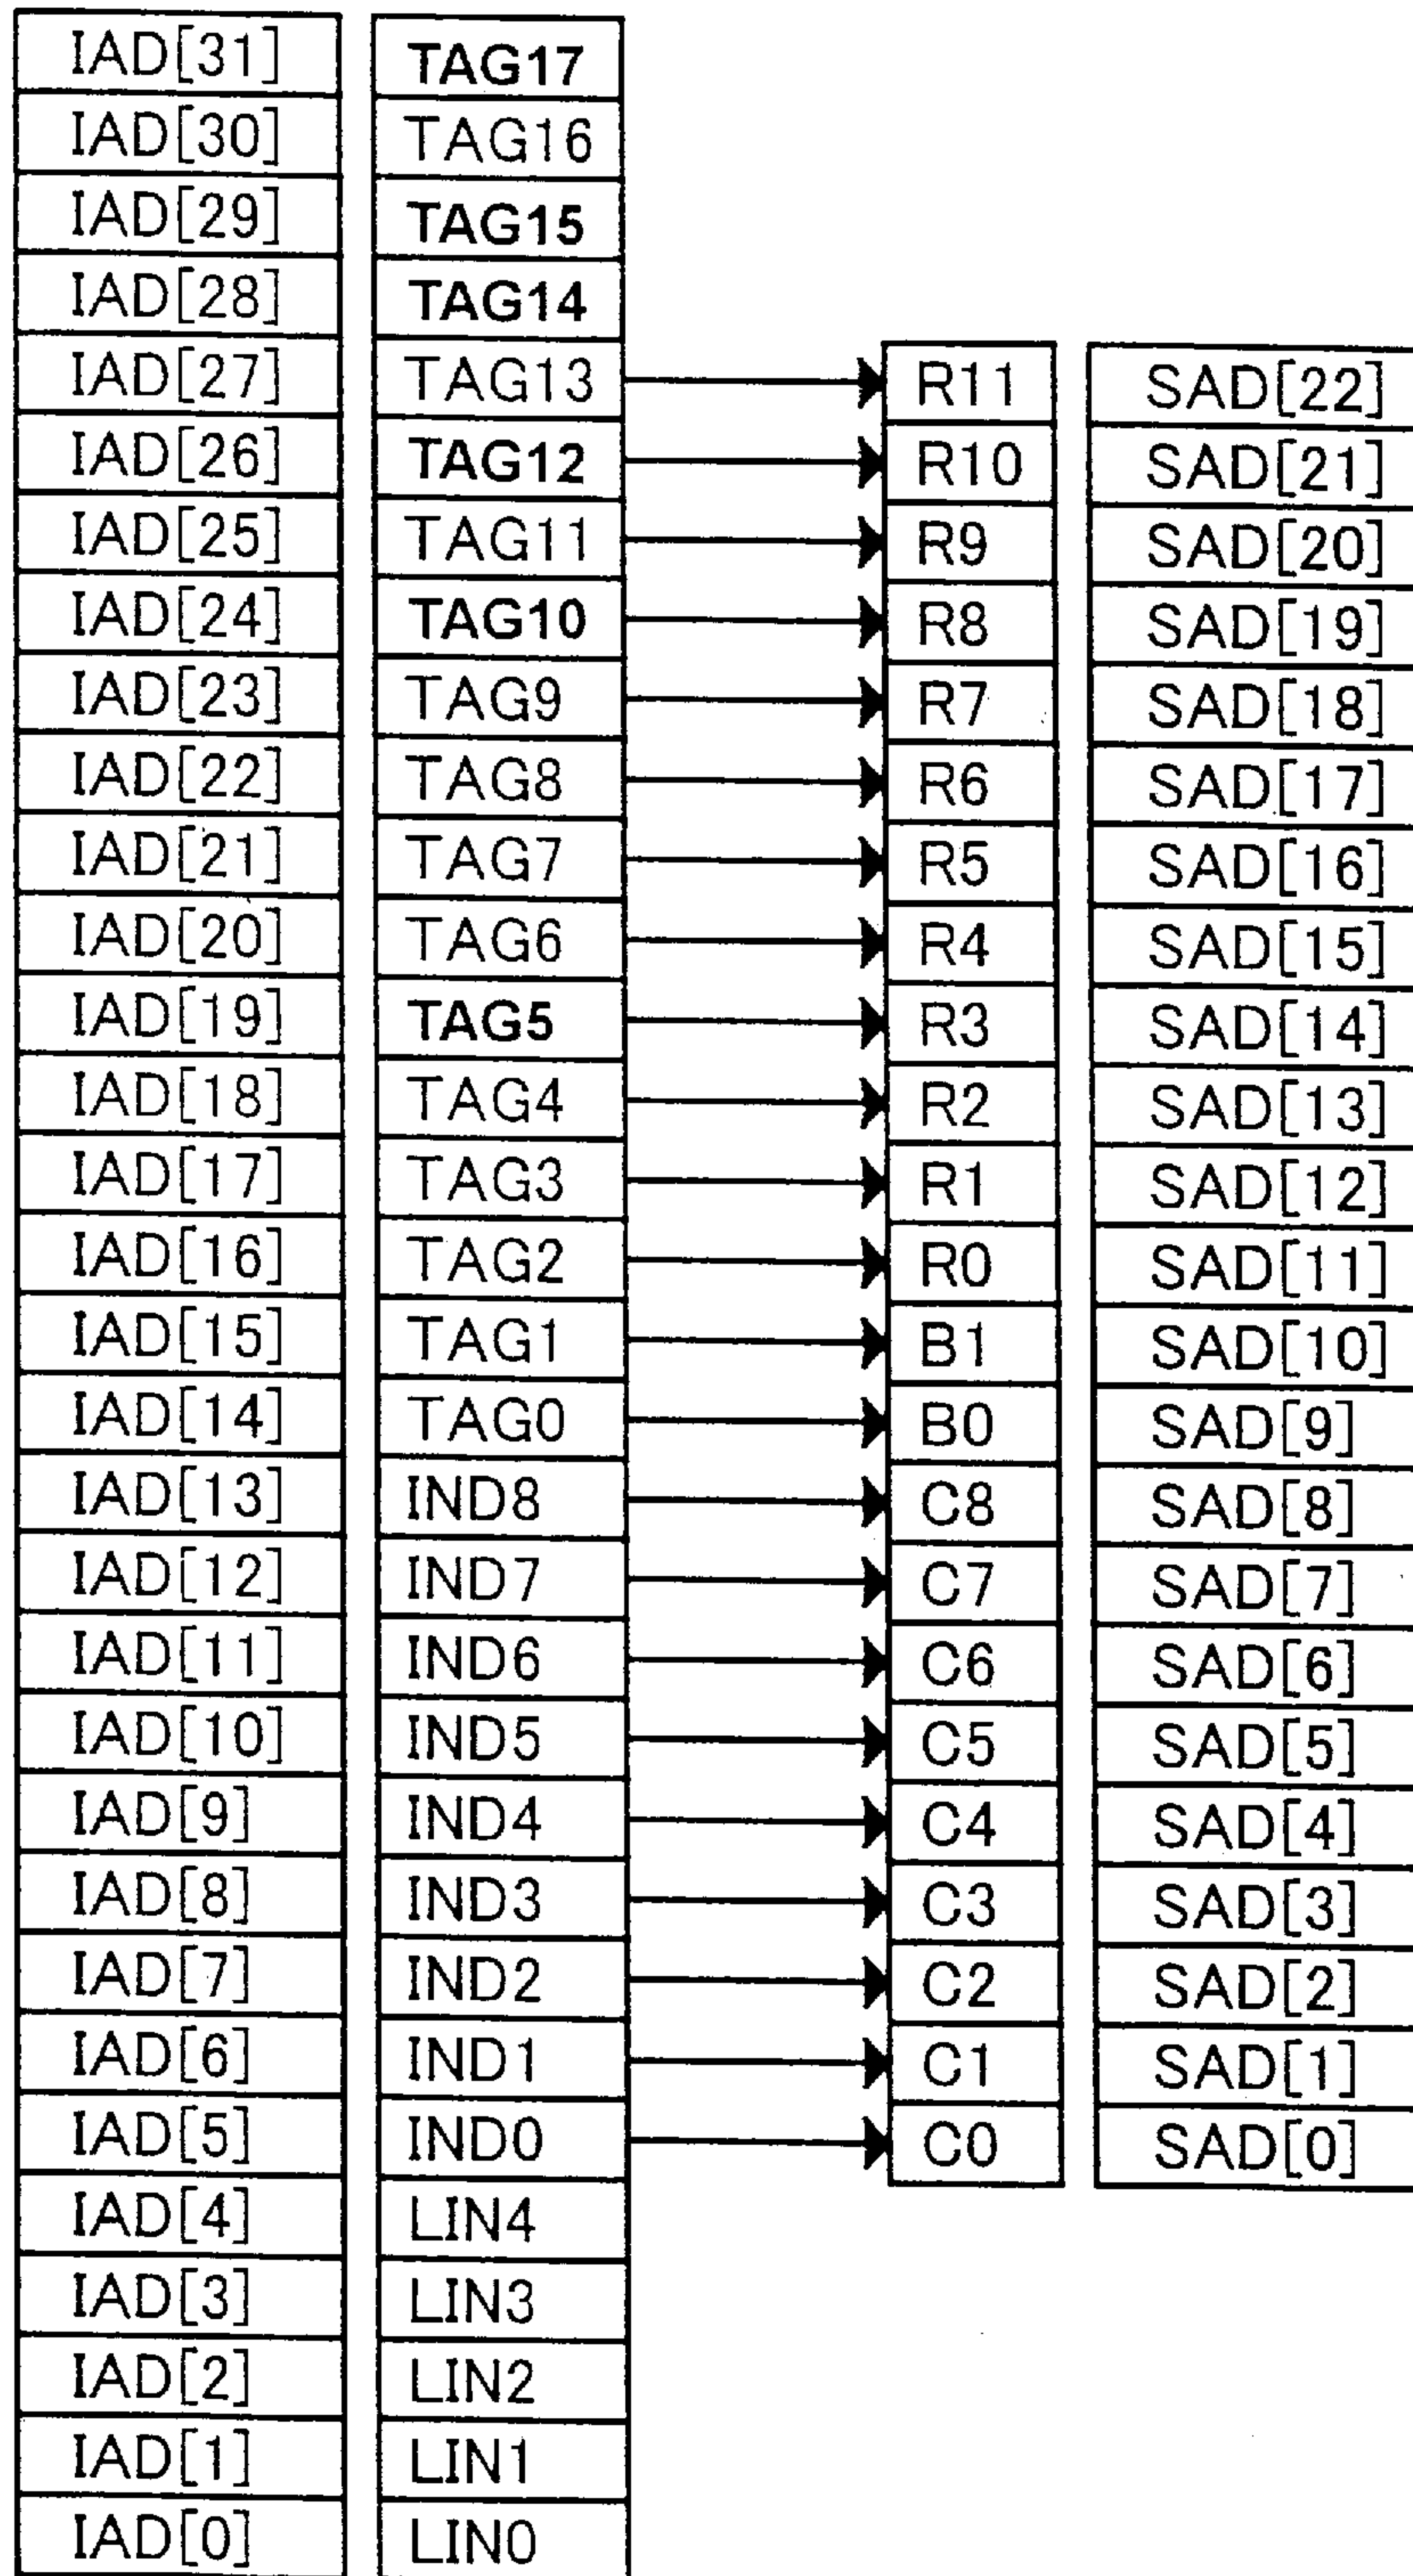 IAD[31] TAG17
IAD[30] TAG16
IAD[29] TAG15
IAD[28] TAG14
IAD[27] TAG13 R11 SAD[22]
IAD[26] TAG12 R10 SAD[21]
IAD[25] TAG11 R9 SAD[20]
IAD[24] TAG10 R8 SAD[19]
IAD[23] TAG9 R7 SAD[18]
IAD[22] TAG8 R6 SAD[17]
IAD[21] TAG7 R5 SAD[16]
IAD[20] TAG6 R4 SAD[15]
IAD[19] TAG5 R3 SAD[14]
IAD[18] TAG4 R2 SAD[13]
IAD[17] TAG3 R1 SAD[12]
IAD[16] TAG2 R0 SAD[11]
IAD[15] TAG1 B1 SAD[10]
IAD[14] TAG0 B0 SAD[9]
IAD[13] IND8 C8 SAD[8]
IAD[12] IND7 C7 SAD[7]
IAD[11] IND6 C6 SAD[6]
IAD[10] IND5 C5 SAD[5]
IAD[9] IND4 C4 SAD[4]
IAD[8] IND3 C3 SAD[3]
IAD[7] IND2 C2 SAD[2]
IAD[6] IND1 C1 SAD[1]
IAD[5] IND0 C0 SAD[0]
IAD[4] LIN4
IAD[3] LIN3
IAD[2] LIN2
IAD[1] LIN1
IAD[0] LIN0